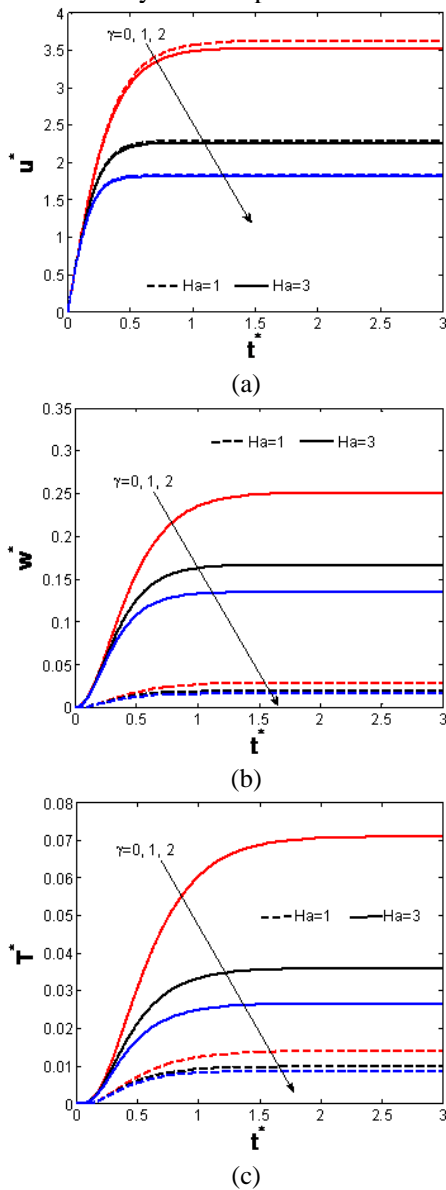 4
3.5
3
2.5
2
1.5
1
0.5
0
γ=0, 1, 2
Ha=1 Ha=3
u*
0 0.5 1 1.5 2 2.5 3
t*
(a)
0.35
0.3
0.25
0.2
0.15
0.1
0.05
0
Ha=1 Ha=3
γ=0, 1, 2
w*
0 0.5 1 1.5 2 2.5 3
t*
(b)
0.08
0.07
0.06
0.05
0.04
0.03
0.02
0.01
0
γ=0, 1, 2
Ha=1 Ha=3
T*
0 0.5 1 1.5 2 2.5 3
t*
(c)